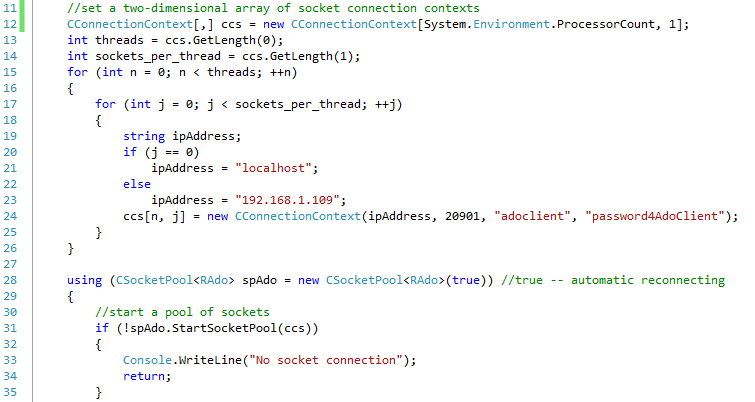 11 //set a two-dimensional array of socket connection contexts
12 CConnectionContext[,] ccs = new CConnectionContext[System.Environment.ProcessorCount, 1];
13 int threads = ccs.GetLength(0);
14 int sockets_per_thread = ccs.GetLength(1);
15 for (int n = 0; n < threads; ++n)
16 {
17     for (int j = 0; j < sockets_per_thread; ++j)
18     {
19         string ipAddress;
20         if (j == 0)
21             ipAddress = "localhost";
22         else
23             ipAddress = "192.168.1.109";
24         ccs[n, j] = new CConnectionContext(ipAddress, 20901, "adoclient", "password4AdoClient");
25     }
26 }
27
28 using (CSocketPool<RAdo> spAdo = new CSocketPool<RAdo>(true)) //true -- automatic reconnecting
29 {
30     //start a pool of sockets
31     if (!spAdo.StartSocketPool(ccs))
32     {
33         Console.WriteLine("No socket connection");
34         return;
35     }